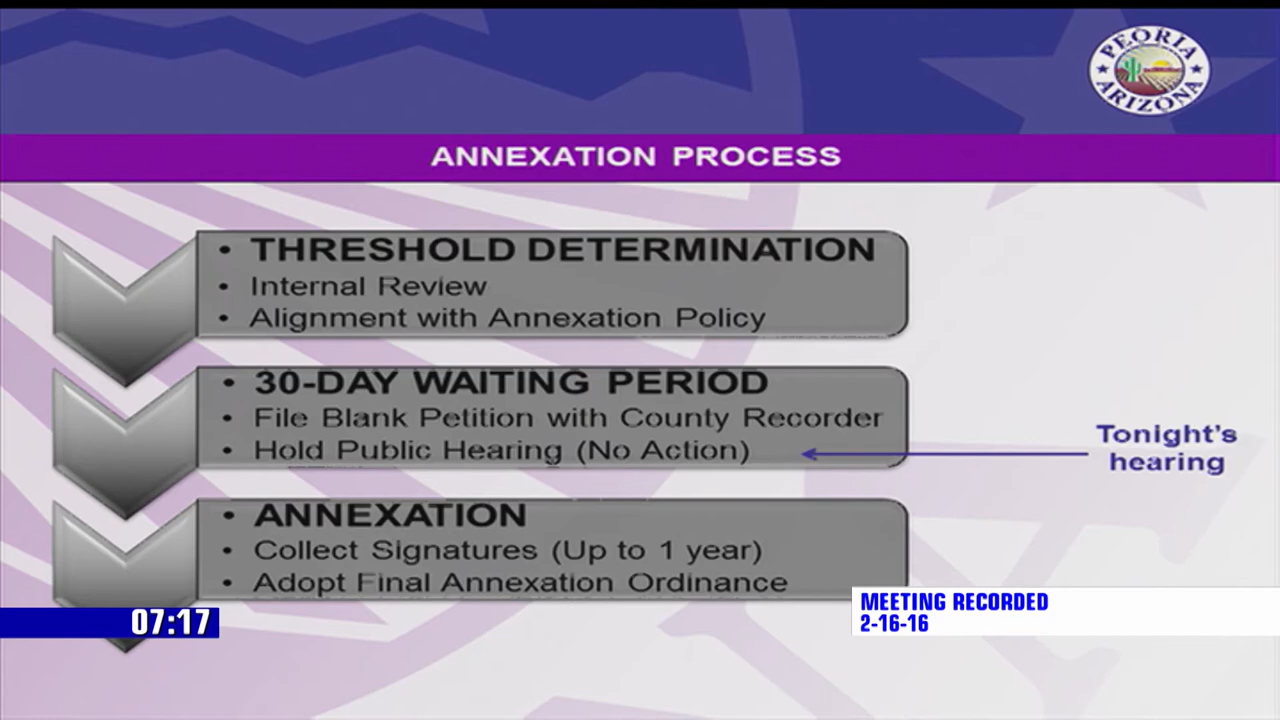 PEORIA
ARIZONA
ANNEXATION PROCESS
• THRESHOLD DETERMINATION
• Internal Review
• Alignment with Annexation Policy
• 30-DAY WAITING PERIOD
• File Blank Petition with County Recorder
• Hold Public Hearing (No Action)
Tonight's
hearing
• ANNEXATION
• Collect Signatures (Up to 1 year)
• Adopt Final Annexation Ordinance
07:17
MEETING RECORDED
2-16-16